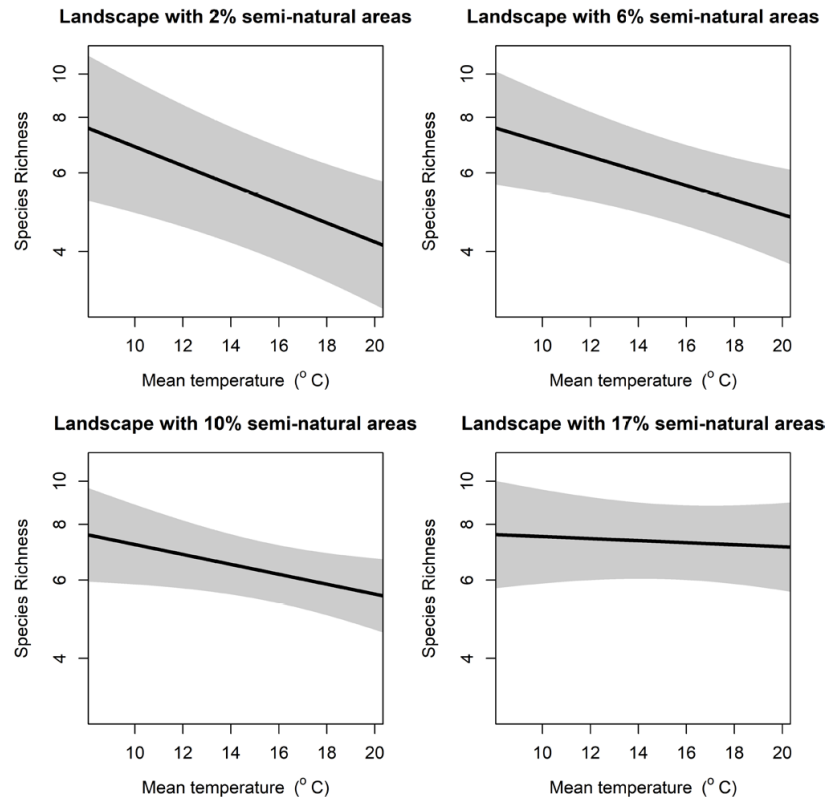 Landscape with 2% semi-natural areas
Species Richness
10
8
6
4
10 12 14 16 18 20
Mean temperature (° C)
Landscape with 6% semi-natural areas
Species Richness
10
8
6
4
10 12 14 16 18 20
Mean temperature (° C)
Landscape with 10% semi-natural areas
Species Richness
10
8
6
4
10 12 14 16 18 20
Mean temperature (° C)
Landscape with 17% semi-natural areas
Species Richness
10
8
6
4
10 12 14 16 18 20
Mean temperature (° C)